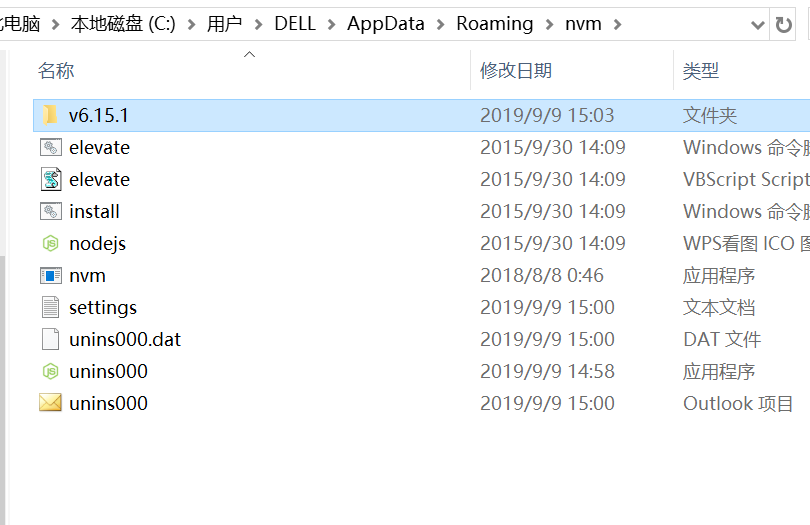 电脑 本地磁盘 (C:) 用户 DELL AppData Roaming nvm
名称 修改日期 类型
v6.15.1 2019/9/9 15:03 文件夹
elevate 2015/9/30 14:09 Windows 命令
elevate 2015/9/30 14:09 VBScript Script
install 2015/9/30 14:09 Windows 命令
nodejs 2015/9/30 14:09 WPS看图 ICO
nvm 2018/8/8 0:46 应用程序
settings 2019/9/9 15:00 文本文档
unins000.dat 2019/9/9 15:00 DAT 文件
unins000 2019/9/9 14:58 应用程序
unins000 2019/9/9 15:00 Outlook 项目